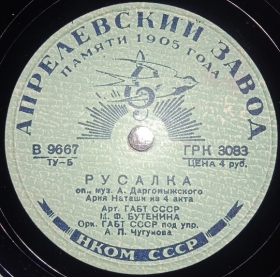 АПРЕЛЕВСКИЙ ЗАВОД
ПАМЯТИ 1905 ГОДА
В 9667
ТУ-Б
ГРК 3083
ЦЕНА 4 руб.
РУСАЛКА
оп., муз. А. Даргомыжского
Ария Наташи из 4 акта
Арт. ГАБТ СССР
М. Ф. БУТЕНИНА
Орк. ГАБТ СССР под упр.
А. П. Чугунова
НКОМ СССР